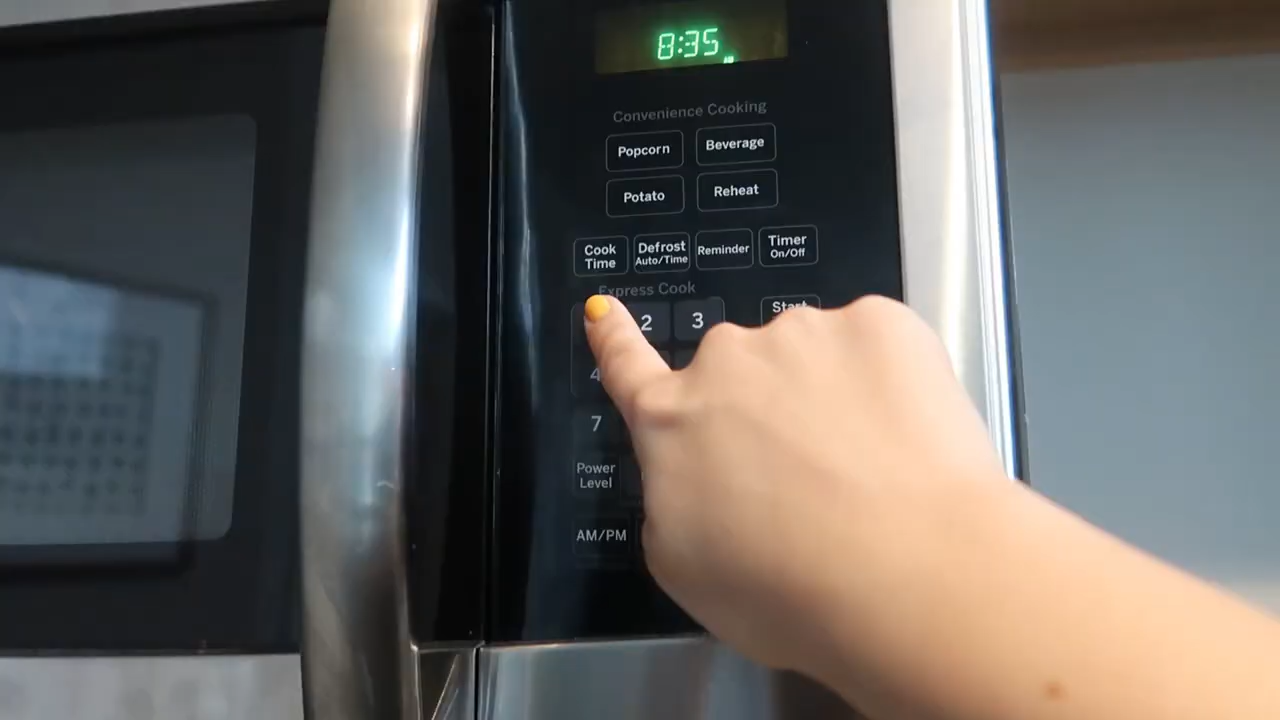 8:35
Convenience Cooking
Popcorn
Beverage
Potato
Reheat
Cook
Time
Defrost
Auto/Time
Reminder
Timer
On/Off
Express Cook
2
3
Start
4
7
Power
Level
AM/PM